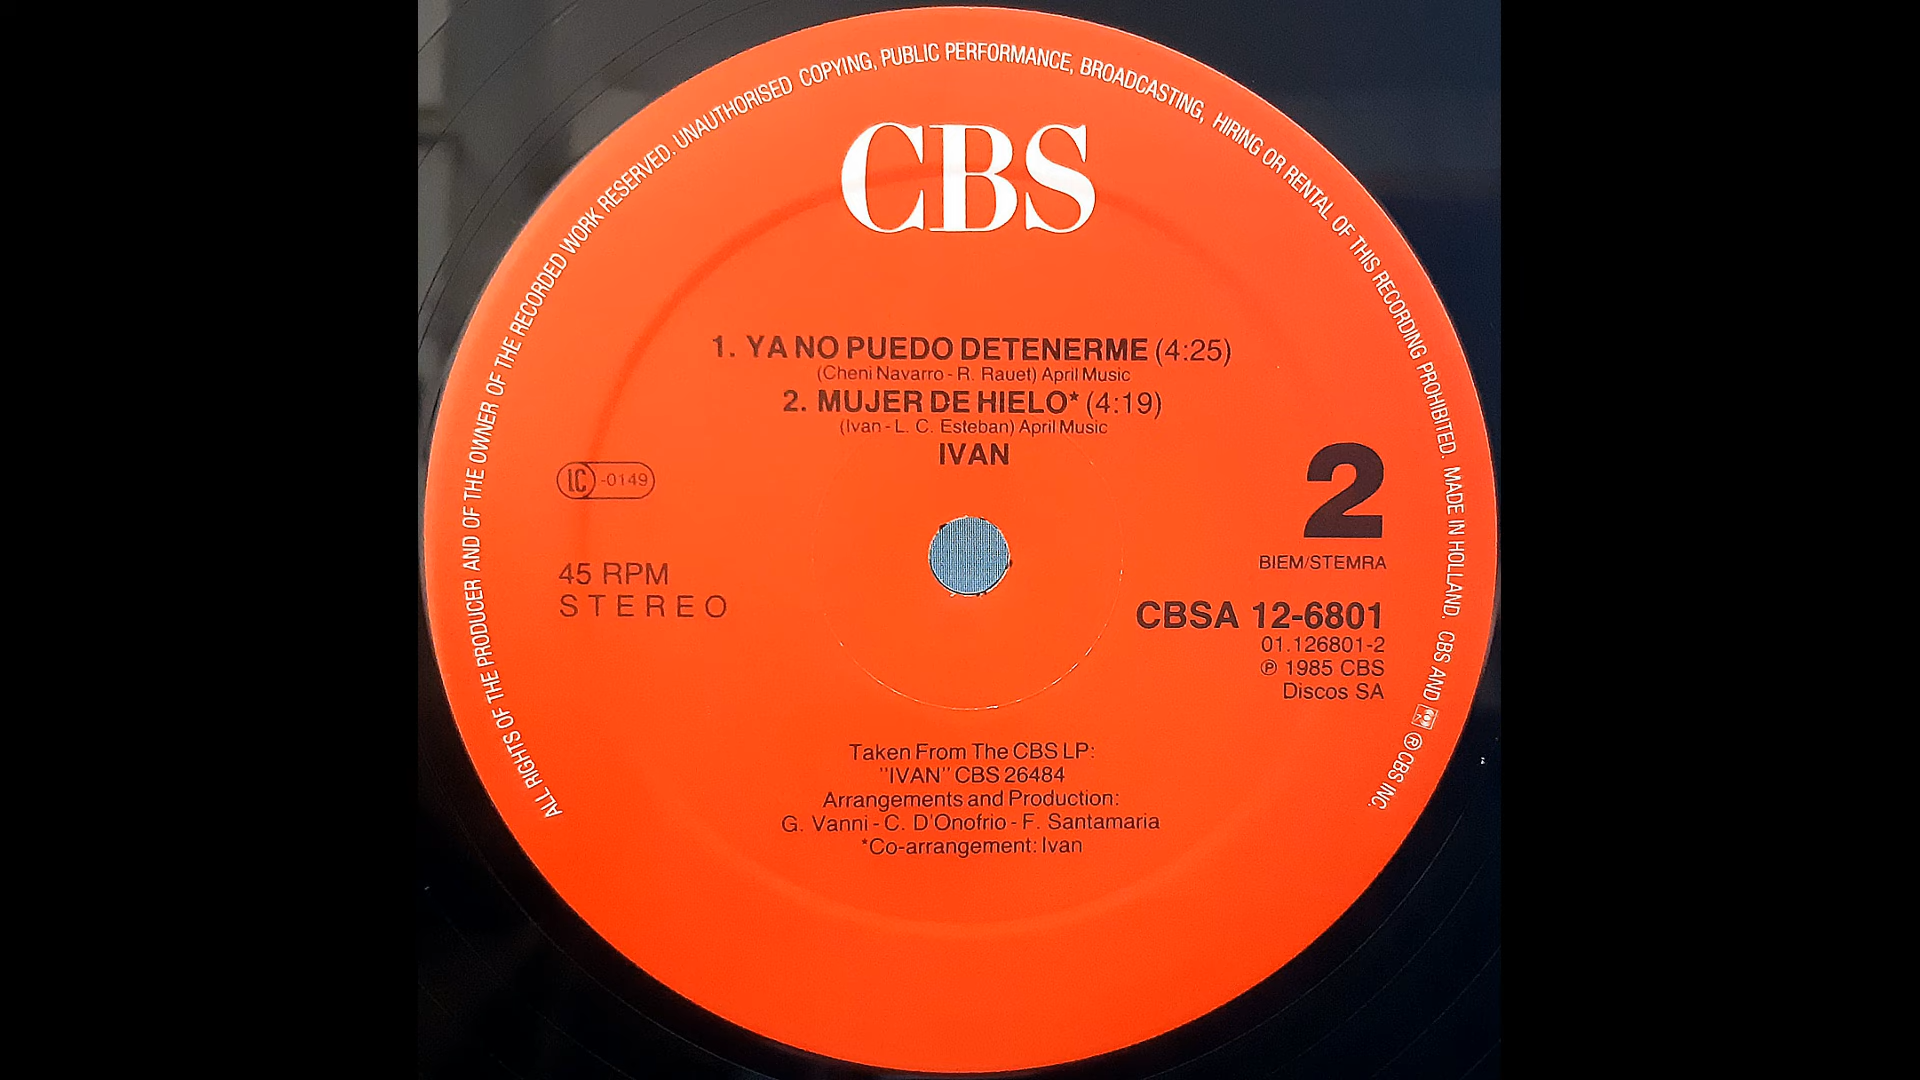 ALL RIGHTS OF THE PRODUCER AND OF THE OWNER OF THE RECORDED WORK RESERVED. UNAUTHORISED COPYING, PUBLIC PERFORMANCE, BROADCASTING, HIRING OR RENTAL OF THIS RECORDING PROHIBITED. MADE IN HOLLAND. CBS AND ® CBS INC.
CBS
1. YA NO PUEDO DETENERME (4:25)
(Cheni Navarro - R. Rauet) April Music
2. MUJER DE HIELO* (4:19)
(Ivan - L. C. Esteban) April Music
IVAN
LC -0149
2
BIEM/STEMRA
45 RPM
STEREO
CBSA 12-6801
01.126801-2
℗ 1985 CBS
Discos SA
Taken From The CBS LP:
"IVAN" CBS 26484
Arrangements and Production:
G. Vanni - C. D'Onofrio - F. Santamaria
*Co-arrangement: Ivan